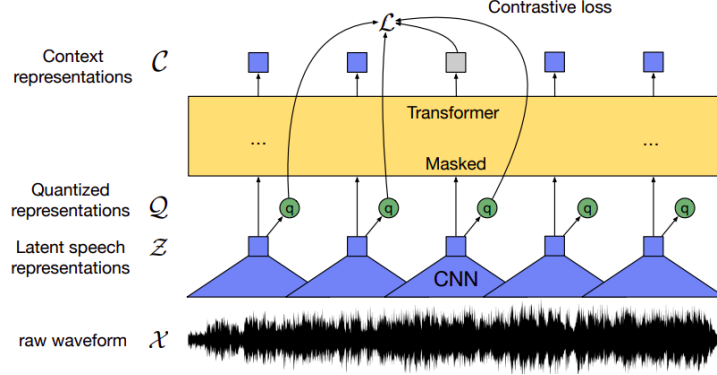 Contrastive loss
ℒ
Context
representations
𝒞
Transformer
... ...
Masked
Quantized
representations
𝒬
q q q q q
Latent speech
representations
𝒵
CNN
raw waveform
𝒳